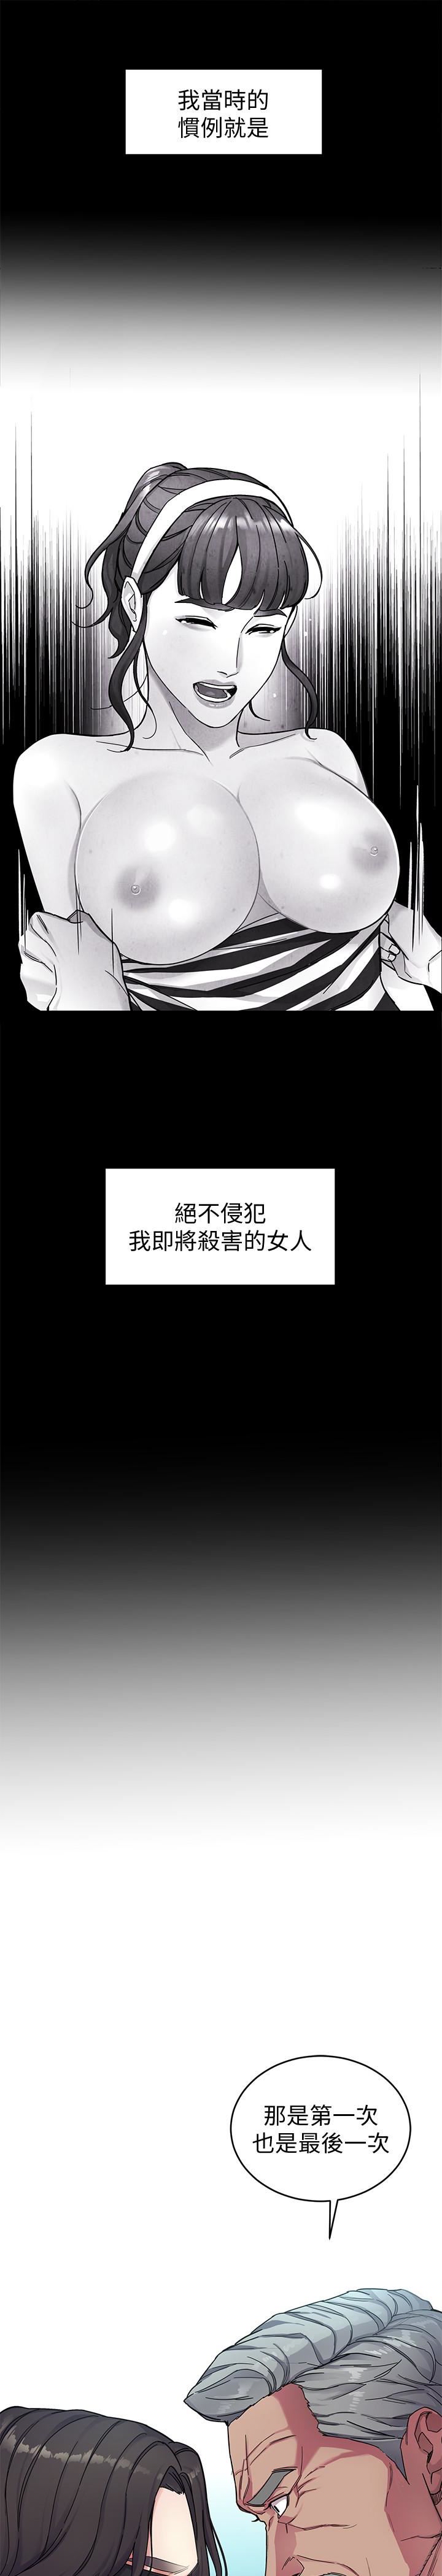 我當時的
慣例就是
絕不侵犯
我即將殺害的女人
那是第一次
也是最後一次